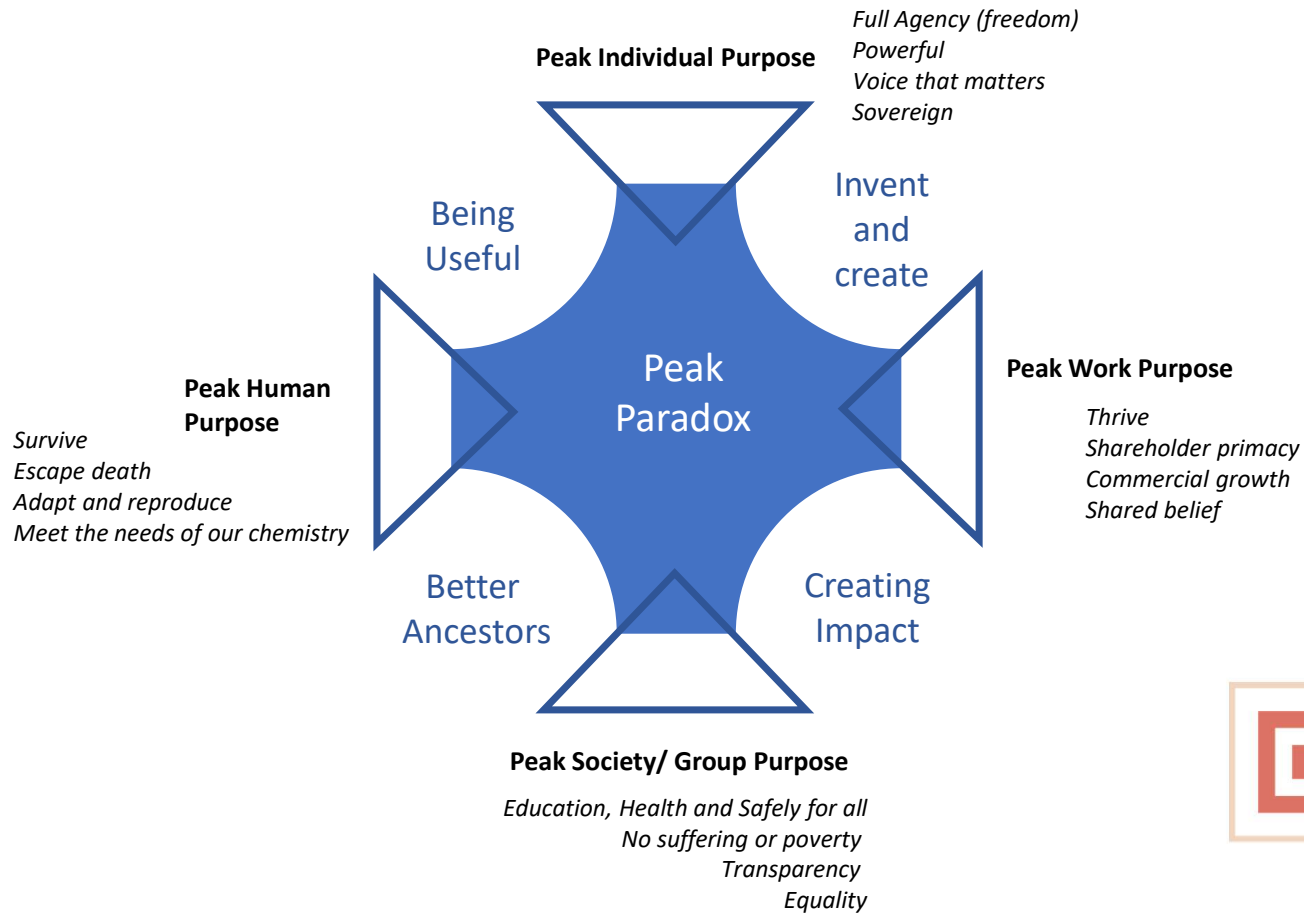 Full Agency (freedom)
Powerful
Voice that matters
Sovereign
Peak Individual Purpose
Being
Useful
Invent
and
create
Peak
Paradox
Peak Human
Purpose
Survive
Escape death
Adapt and reproduce
Meet the needs of our chemistry
Peak Work Purpose
Thrive
Shareholder primacy
Commercial growth
Shared belief
Better
Ancestors
Creating
Impact
Peak Society/ Group Purpose
Education, Health and Safely for all
No suffering or poverty
Transparency
Equality